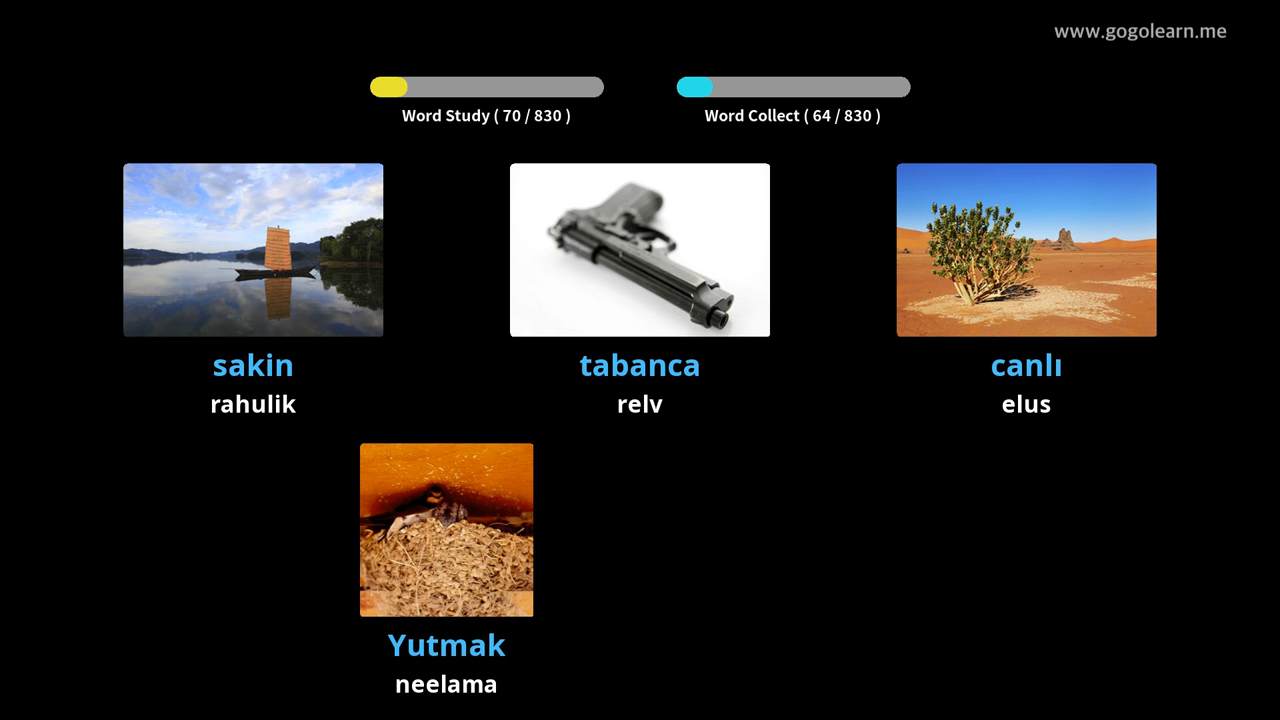 www.gogolearn.me
Word Study ( 70 / 830 )
Word Collect ( 64 / 830 )
sakin
rahulik
tabanca
relv
canlı
elus
Yutmak
neelama